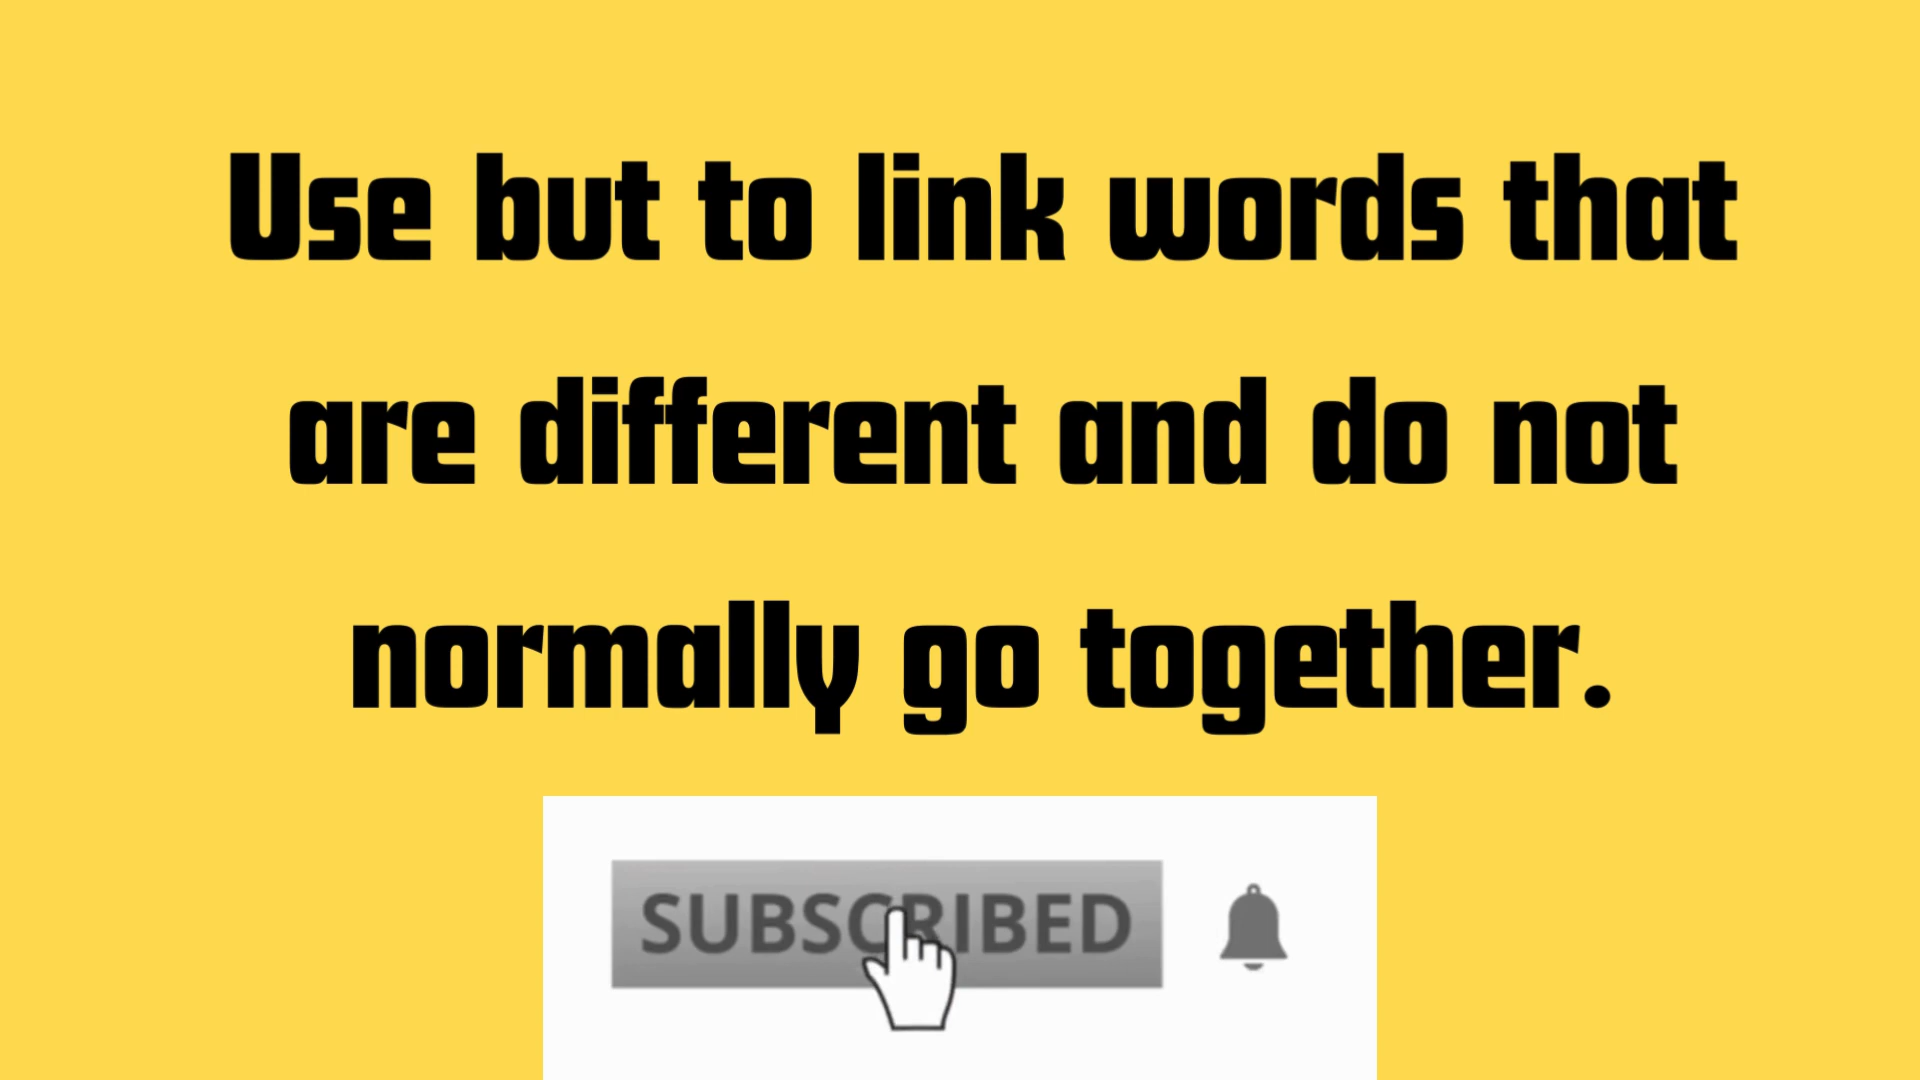 Use but to link words that
are different and do not
normally go together.
SUBSCRIBED